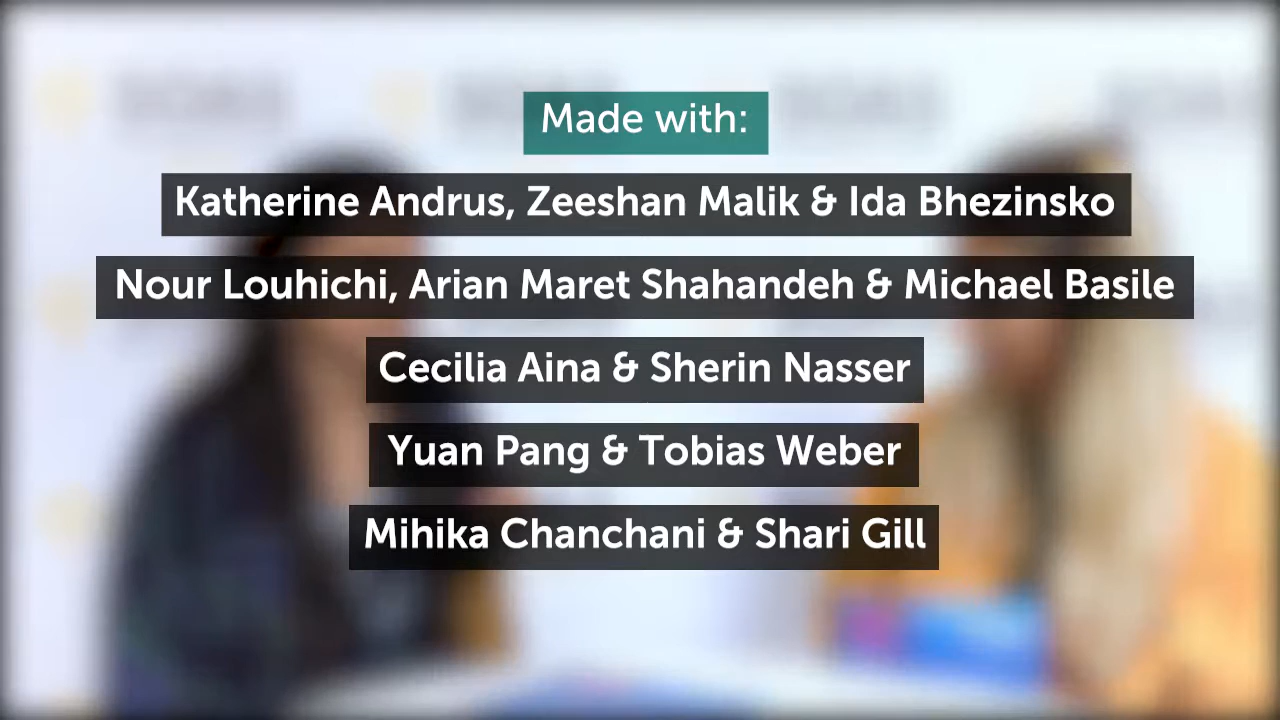 Made with:
Katherine Andrus, Zeeshan Malik & Ida Bhezinsko
Nour Louhichi, Arian Maret Shahandeh & Michael Basile
Cecilia Aina & Sherin Nasser
Yuan Pang & Tobias Weber
Mihika Chanchani & Shari Gill